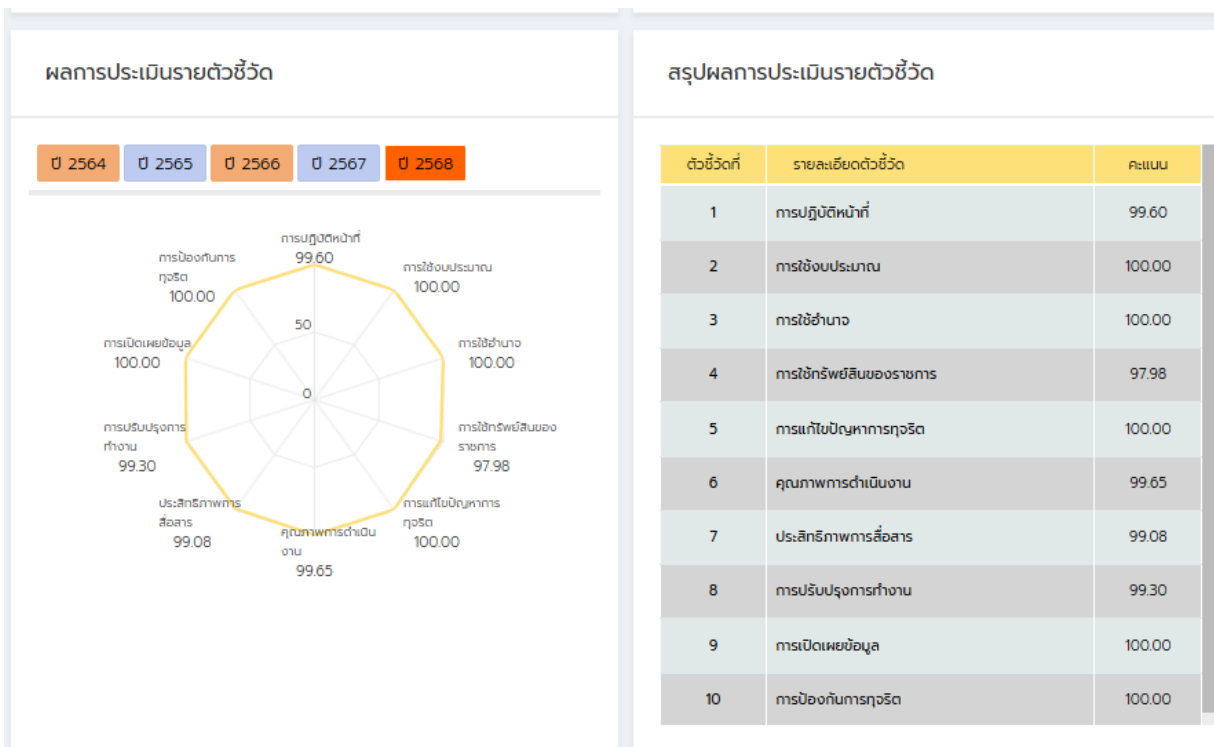 ผลการประเมินรายตัวชี้วัด
ปี 2564 ปี 2565 ปี 2566 ปี 2567 ปี 2568
การปฏิบัติหน้าที่
99.60
การใช้งบประมาณ
100.00
การใช้อำนาจ
100.00
การใช้ทรัพย์สินของ
ราชการ
97.98
การแก้ไขปัญหาการ
ทุจริต
100.00
คุณภาพการดำเนิน
งาน
99.65
ประสิทธิภาพการ
สื่อสาร
99.08
การปรับปรุงการ
ทำงาน
99.30
การเปิดเผยข้อมูล
100.00
การป้องกันการ
ทุจริต
100.00
50
0
สรุปผลการประเมินรายตัวชี้วัด
ตัวชี้วัดที่ รายละเอียดตัวชี้วัด คะแนน
1 การปฏิบัติหน้าที่ 99.60
2 การใช้งบประมาณ 100.00
3 การใช้อำนาจ 100.00
4 การใช้ทรัพย์สินของราชการ 97.98
5 การแก้ไขปัญหาการทุจริต 100.00
6 คุณภาพการดำเนินงาน 99.65
7 ประสิทธิภาพการสื่อสาร 99.08
8 การปรับปรุงการทำงาน 99.30
9 การเปิดเผยข้อมูล 100.00
10 การป้องกันการทุจริต 100.00